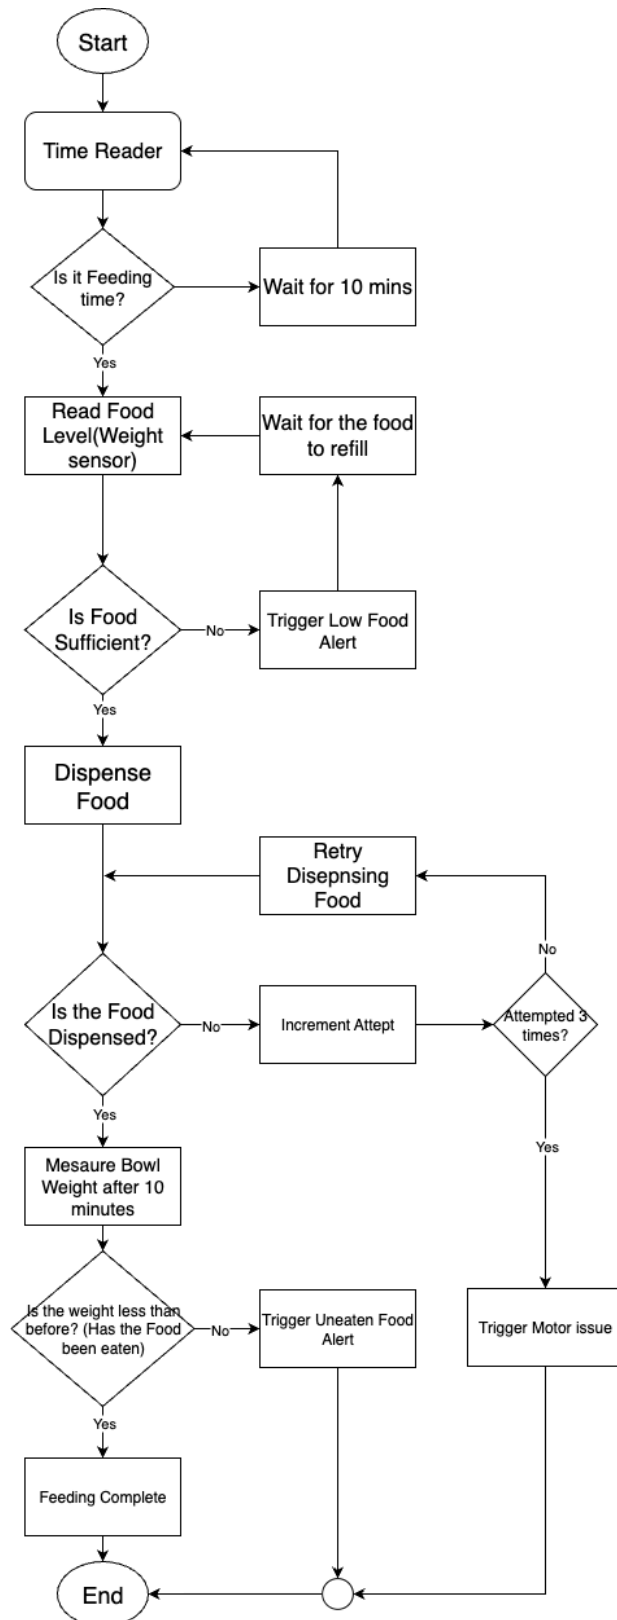 Start
Time Reader
Is it Feeding
time?
Wait for 10 mins
Yes
Read Food
Level(Weight
sensor)
Wait for the food
to refill
Is Food
Sufficient?
No
Trigger Low Food
Alert
Yes
Dispense
Food
Retry
Disepnsing
Food
No
Is the Food
Dispensed?
No
Increment Attept
Attempted 3
times?
Yes
Yes
Mesaure Bowl
Weight after 10
minutes
Is the weight less than
before? (Has the Food
been eaten)
No
Trigger Uneaten Food
Alert
Trigger Motor issue
Yes
Feeding Complete
End